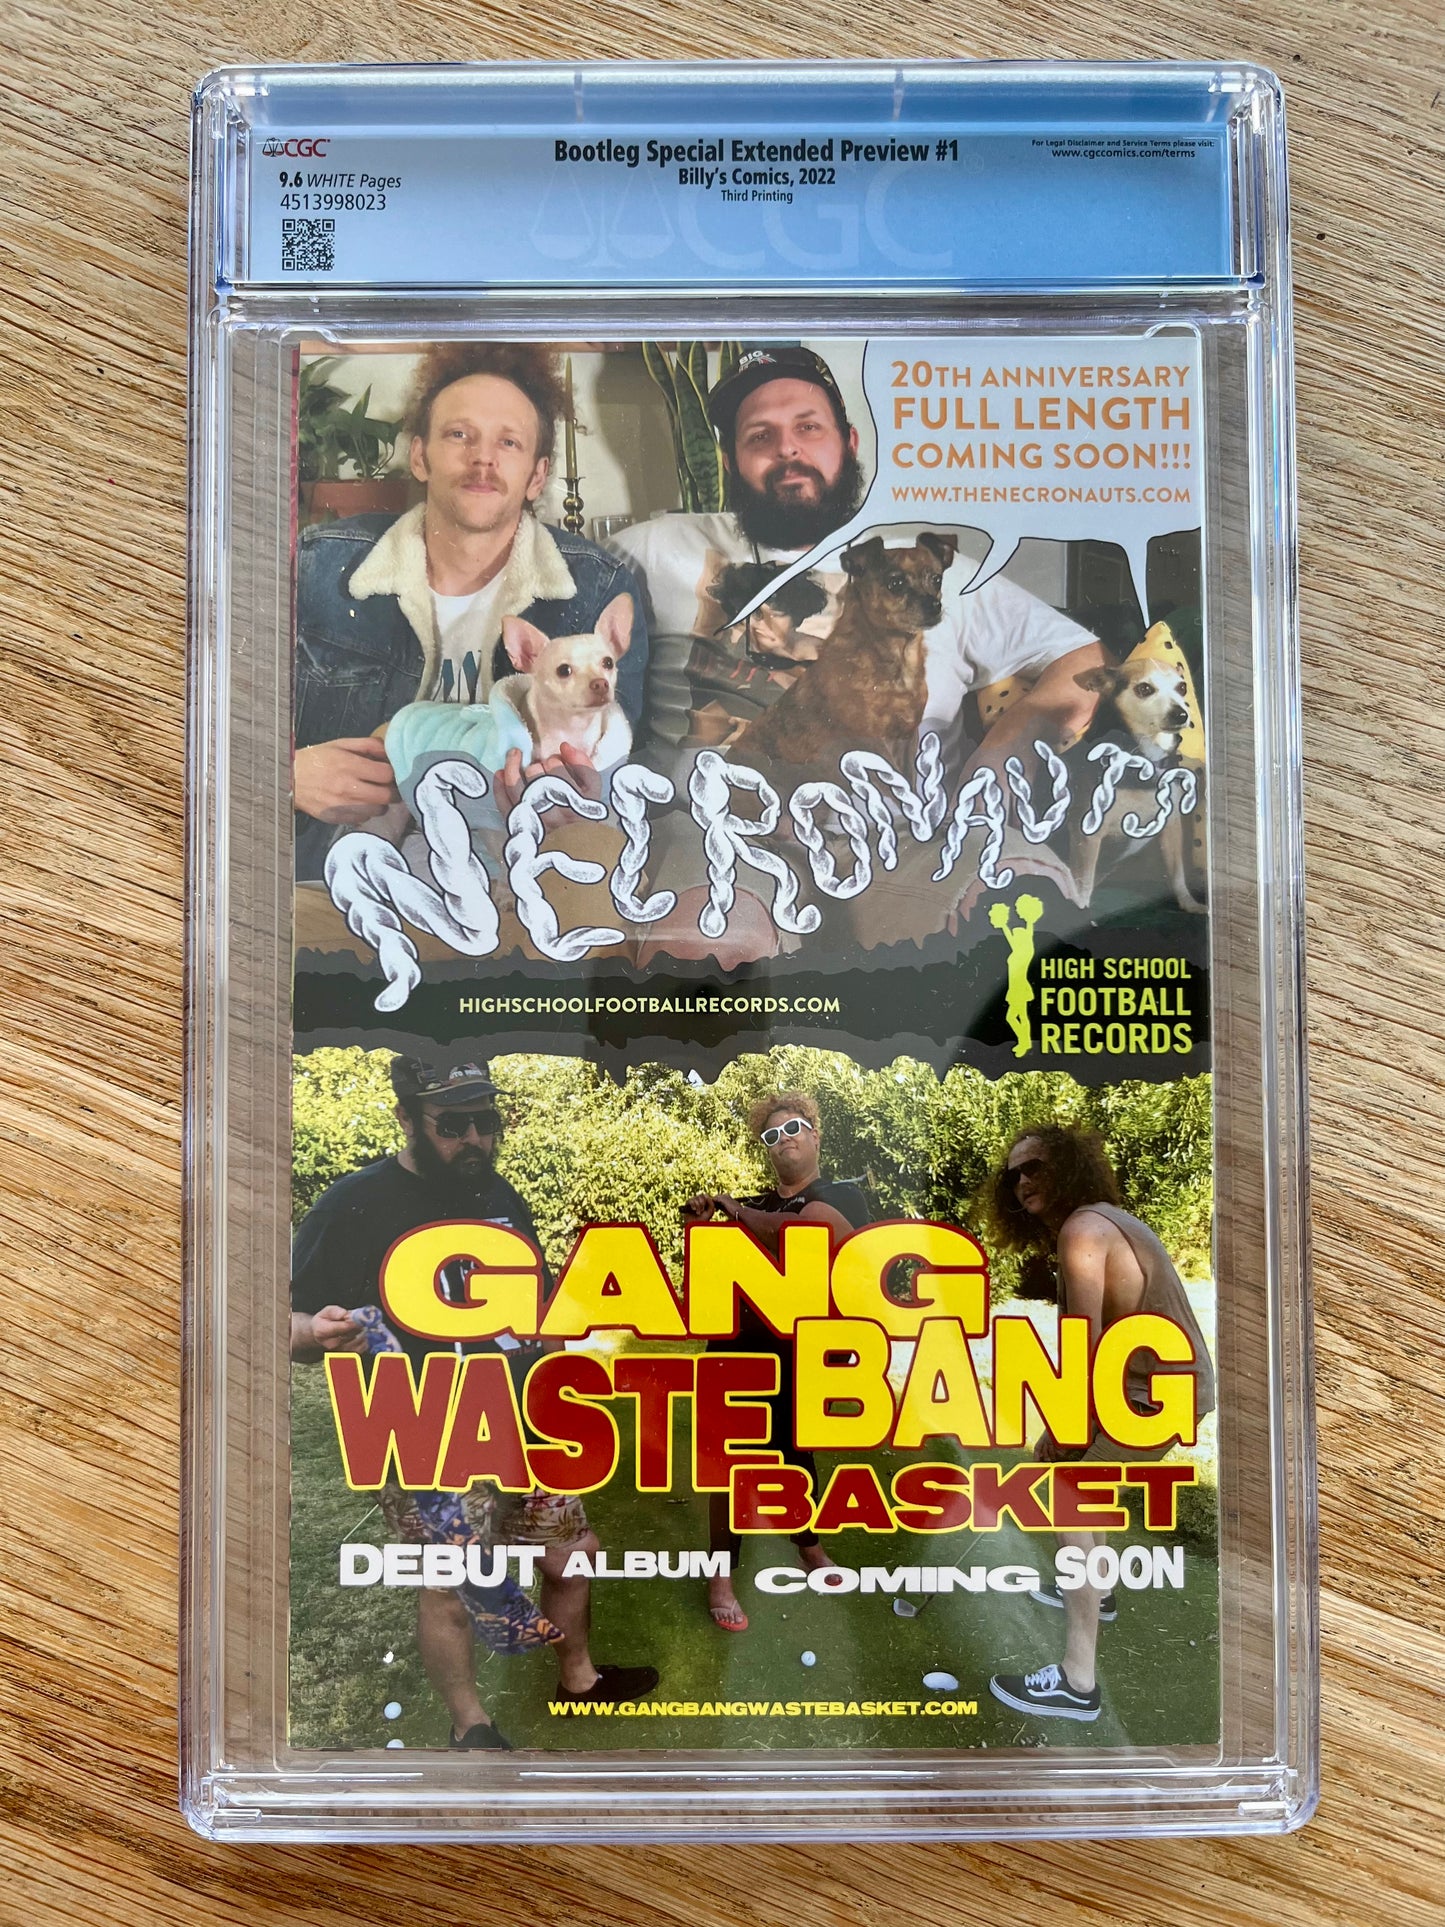 CGC
Bootleg Special Extended Preview #1
For Legal Disclaimer and Service Terms please visit:
www.cgccomics.com/terms
9.6 WHITE Pages
Billy's Comics, 2022
4513998023
Third Printing
CGC
BIG
20TH ANNIVERSARY
FULL LENGTH
COMING SOON!!!
WWW.THENECRONAUTS.COM
NECRONAUTS
HIGH SCHOOL
FOOTBALL
RECORDS
HIGHSCHOOLFOOTBALLRECORDS.COM
GANG
BANG
WASTE
BASKET
DEBUT ALBUM COMING SOON
WWW.GANGBANGWASTEBASKET.COM